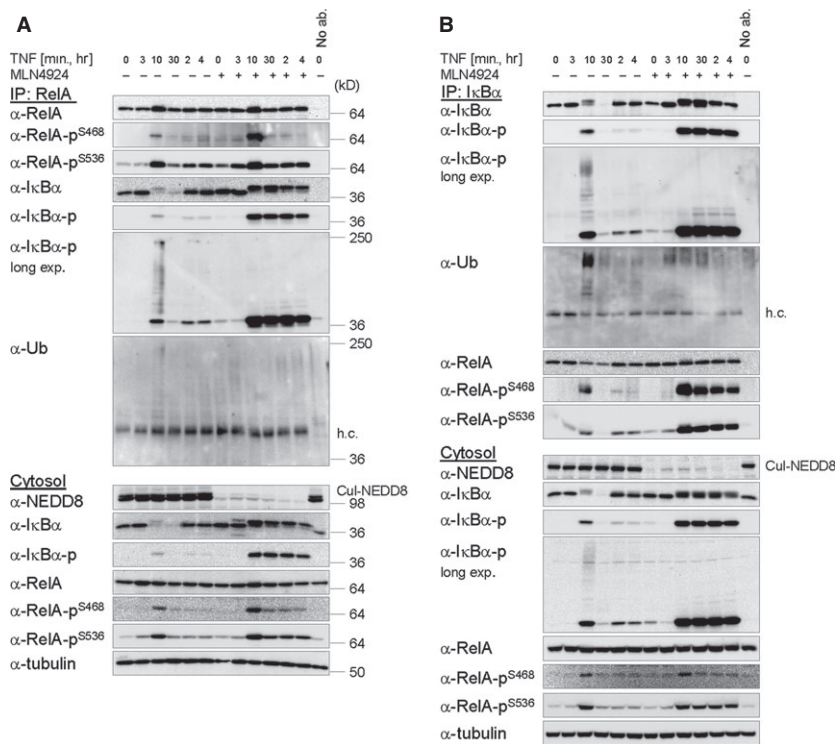 A
TNF [min., hr] 0 3 10 30 2 4 0 3 10 30 2 4 0 No ab.
MLN4924 – – – – – – + + + + + + –
(kD)
IP: RelA
α-RelA 64
α-RelA-pS468 64
α-RelA-pS536 64
α-IκBα 36
α-IκBα-p 36
α-IκBα-p 250
long exp.
36
α-Ub 250
h.c.
36
Cytosol
α-NEDD8 Cul-NEDD8
98
α-IκBα 36
α-IκBα-p 36
α-RelA 64
α-RelA-pS468 64
α-RelA-pS536 64
α-tubulin 50
B
TNF [min., hr] 0 3 10 30 2 4 0 3 10 30 2 4 0 No ab.
MLN4924 – – – – – – + + + + + + –
IP: IκBα
α-IκBα
α-IκBα-p
α-IκBα-p
long exp.
α-Ub
h.c.
α-RelA
α-RelA-pS468
α-RelA-pS536
Cytosol
α-NEDD8 Cul-NEDD8
α-IκBα
α-IκBα-p
α-IκBα-p
long exp.
α-RelA
α-RelA-pS468
α-RelA-pS536
α-tubulin